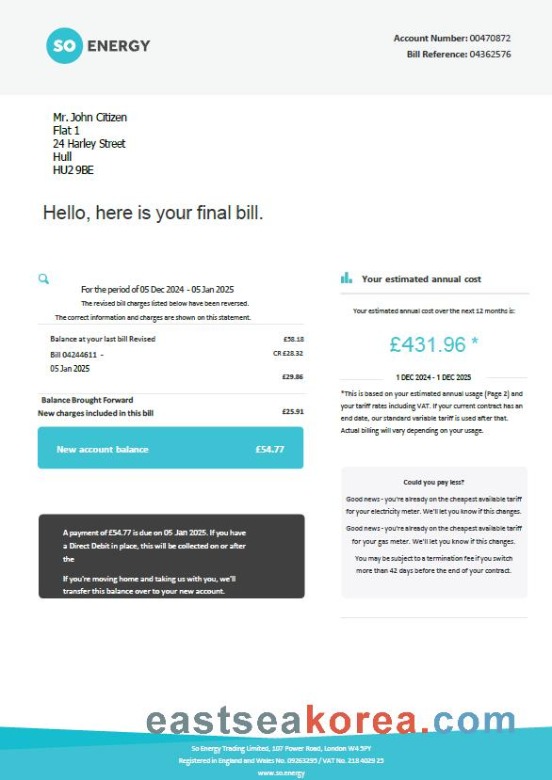 SO ENERGY
Account Number: 00470872
Bill Reference: 04362576
Mr. John Citizen
Flat 1
24 Harley Street
Hull
HU2 9BE
Hello, here is your final bill.
For the period of 05 Dec 2024 - 05 Jan 2025
The revised bill charges listed below have been reversed.
The correct information and charges are shown on this statement.
Balance at your last bill Revised £58.18
Bill 04244611 - CR £28.32
05 Jan 2025
£29.86
Balance Brought Forward
New charges included in this bill £25.91
New account balance £54.77
A payment of £54.77 is due on 05 Jan 2025. If you have
a Direct Debit in place, this will be collected on or after
the
If you're moving home and taking us with you, we'll
transfer this balance over to your new account.
Your estimated annual cost
Your estimated annual cost over the next 12 months is:
£431.96 *
1 DEC 2024 - 1 DEC 2025
*This is based on your estimated annual usage (Page 2) and
your tariff rates including VAT. If your current contract has an
end date, our standard variable tariff is used after that.
Actual billing will vary depending on your usage.
Could you pay less?
Good news - you're already on the cheapest available tariff
for your electricity meter. We'll let you know if this changes.
Good news - you're already on the cheapest available tariff
for your gas meter. We'll let you know if this changes.
You may be subject to a termination fee if you switch
more than 42 days before the end of your contract.
eastseakorea.com
So Energy Trading Limited, 107 Power Road, London W4 5PY
Registered in England and Wales No. 09263295 / VAT No. 218 4029 25
www.so.energy